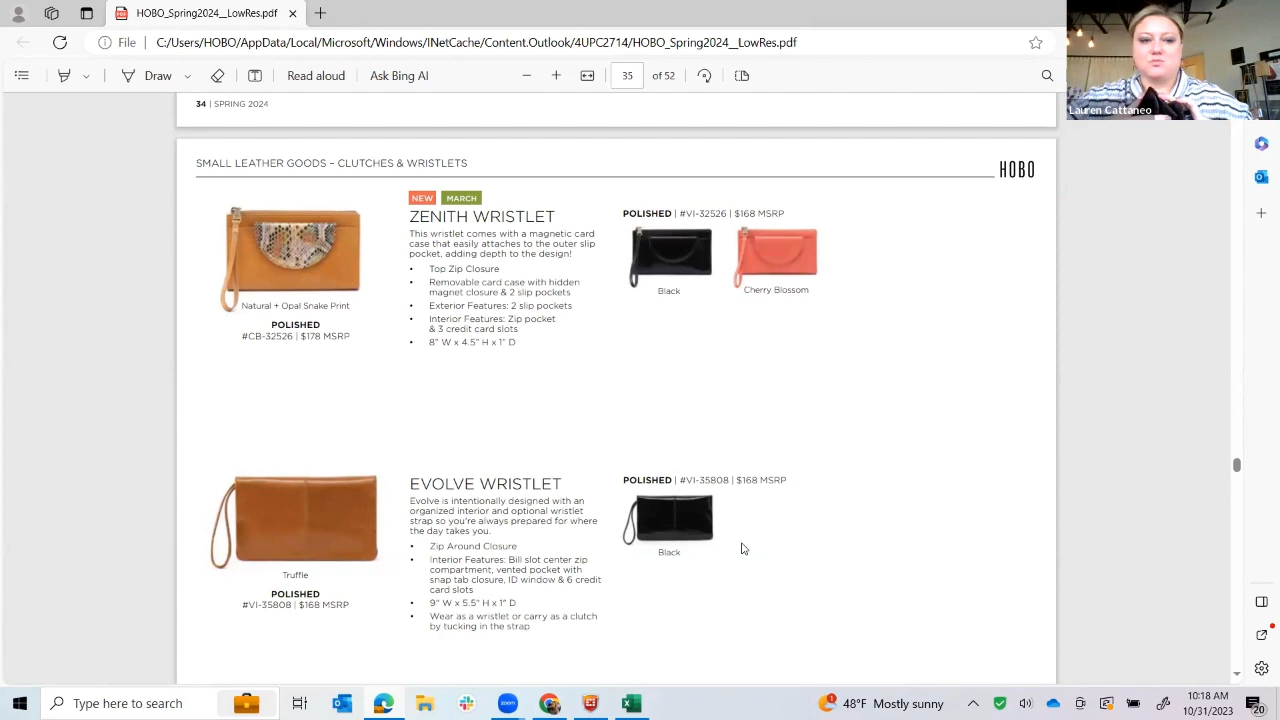 HOBO_Spring2024__LowRes.pdf
File
C:/Users/HOBO/AppData/Local/Microsoft/Windows/INetCache/Content.Outlook/4UPC2714/HOBO_Spring2024__LowRes.pdf
Draw
Read aloud
Ask Bing AI
35
of 52
Lauren Cattaneo
34 | SPRING 2024
SMALL LEATHER GOODS – CLUTCHES & WRISTLETS
HOBO
NEW
MARCH
ZENITH WRISTLET
This wristlet comes with a magnetic card
case that easily attaches to the outer slip
pocket, adding depth to the design!
• Top Zip Closure
• Removable card case with hidden
magnet closure & 2 slip pockets
• Exterior Features: 2 slip pockets
• Interior Features: Zip pocket
& 3 credit card slots
• 8" W x 4.5" H x 1" D
Natural + Opal Snake Print
POLISHED
#CB-32526 | $178 MSRP
POLISHED | #VI-32526 | $168 MSRP
Black
Cherry Blossom
EVOLVE WRISTLET
Evolve is intentionally designed with an
organized interior and optional wristlet
strap so you're always prepared for where
the day takes you.
• Zip Around Closure
• Interior Features: Bill slot center zip
compartment, vented pocket with
snap tab closure, ID window & 6 credit
card slots
• 9" W x 5.5" H x 1" D
• Wear as a wristlet or carry as a clutch
by tucking in the strap
Truffle
POLISHED
#VI-35808 | $168 MSRP
POLISHED | #VI-35808 | $168 MSRP
Black
Type here to search
zoom
1
48°F Mostly sunny
10:18 AM
10/31/2023
20